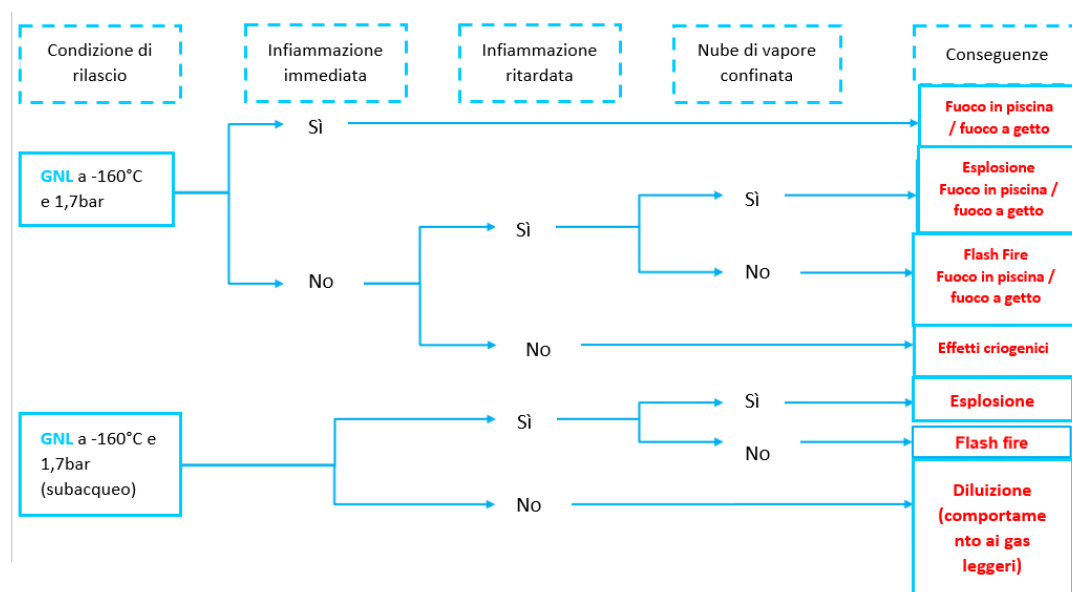 Condizione di
rilascio
Infiammazione
immediata
Infiammazione
ritardata
Nube di vapore
confinata
Conseguenze
Sì
Fuoco in piscina
/ fuoco a getto
GNL a -160°C
e 1,7bar
Esplosione
Fuoco in piscina /
fuoco a getto
Sì
Sì
No
No
Flash Fire
Fuoco in piscina /
fuoco a getto
No
Effetti criogenici
GNL a -160°C e
1,7bar
(subacqueo)
Sì
Sì
Esplosione
No
Flash fire
No
Diluizione
(comportame
nto ai gas
leggeri)